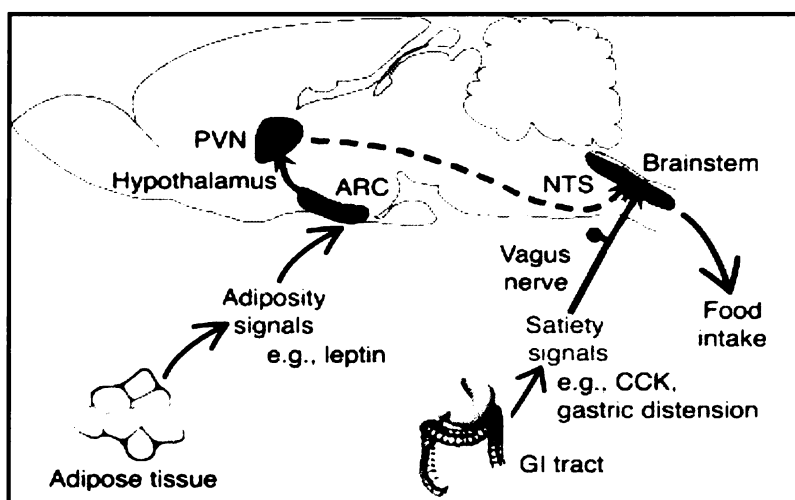 PVN
Hypothalamus
ARC
NTS
Brainstem
Vagus
nerve
Adiposity
signals
e.g., leptin
Satiety
signals
e.g., CCK,
gastric distension
Food
intake
Adipose tissue
GI tract